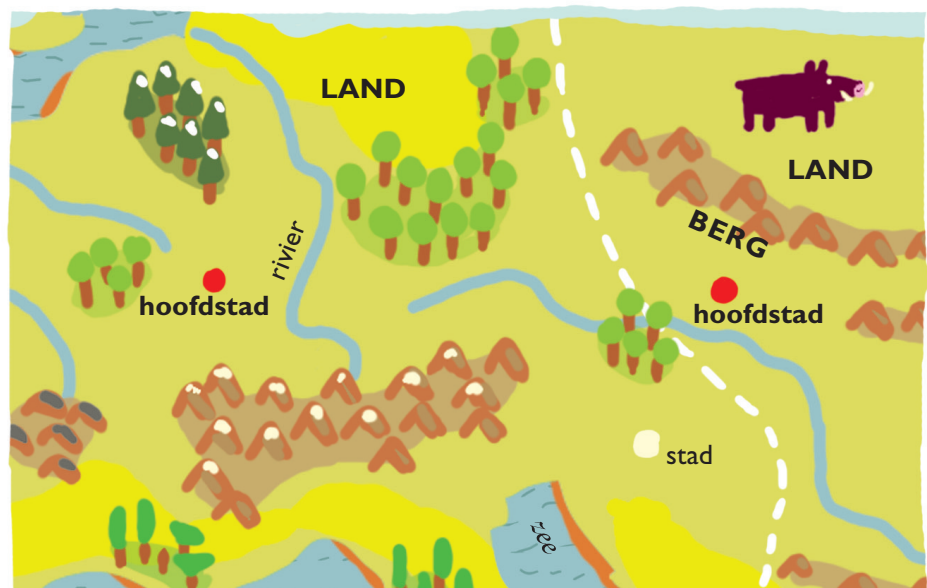 LAND
LAND
BERG
rivier
hoofdstad
hoofdstad
stad
zee